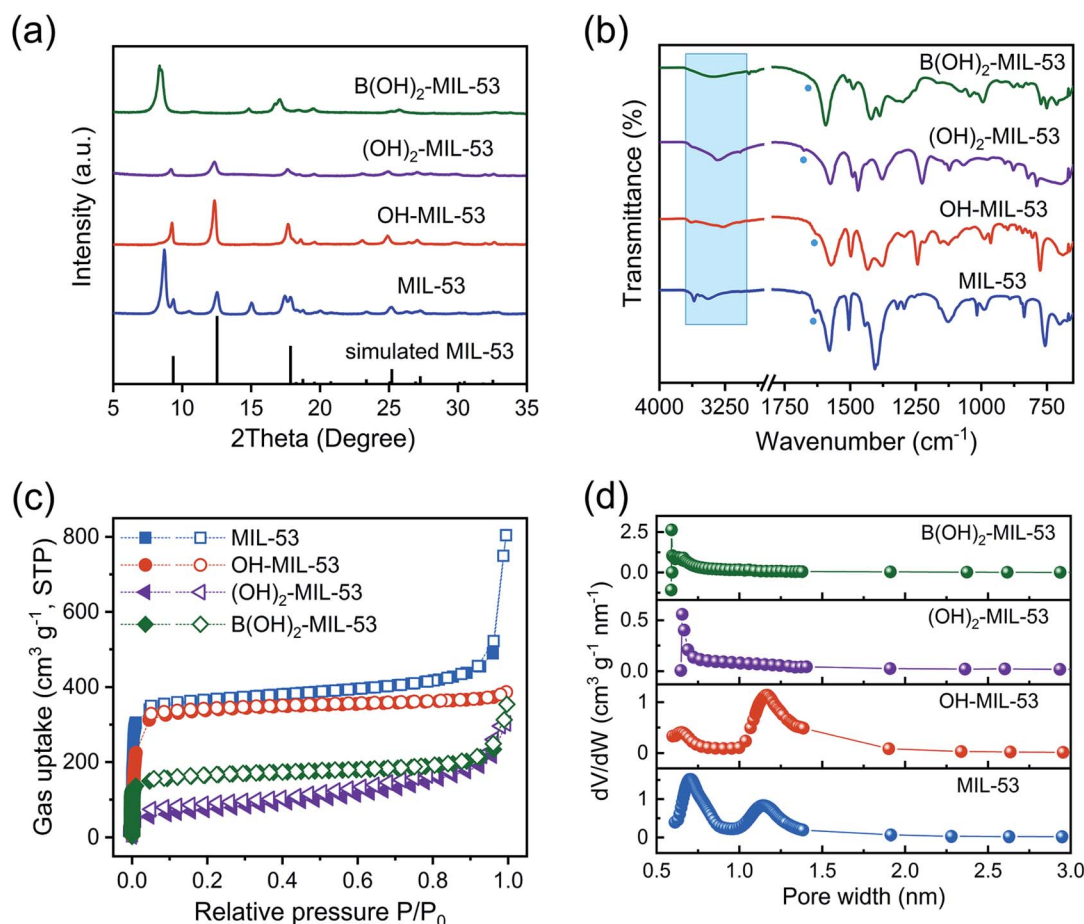 (a)
B(OH)₂-MIL-53
(OH)₂-MIL-53
OH-MIL-53
MIL-53
simulated MIL-53
Intensity (a.u.)
5 10 15 20 25 30 35
2Theta (Degree)
(b)
B(OH)₂-MIL-53
(OH)₂-MIL-53
OH-MIL-53
MIL-53
Transmittance (%)
4000 3250 1750 1500 1250 1000 750
Wavenumber (cm⁻¹)
(c)
MIL-53
OH-MIL-53
(OH)₂-MIL-53
B(OH)₂-MIL-53
Gas uptake (cm³ g⁻¹, STP)
800
600
400
200
0
0.0 0.2 0.4 0.6 0.8 1.0
Relative pressure P/P₀
(d)
B(OH)₂-MIL-53
2.5
0.0
(OH)₂-MIL-53
0.5
0.0
OH-MIL-53
1
0
MIL-53
1
0
dV/dW (cm³ g⁻¹ nm⁻¹)
0.5 1.0 1.5 2.0 2.5 3.0
Pore width (nm)